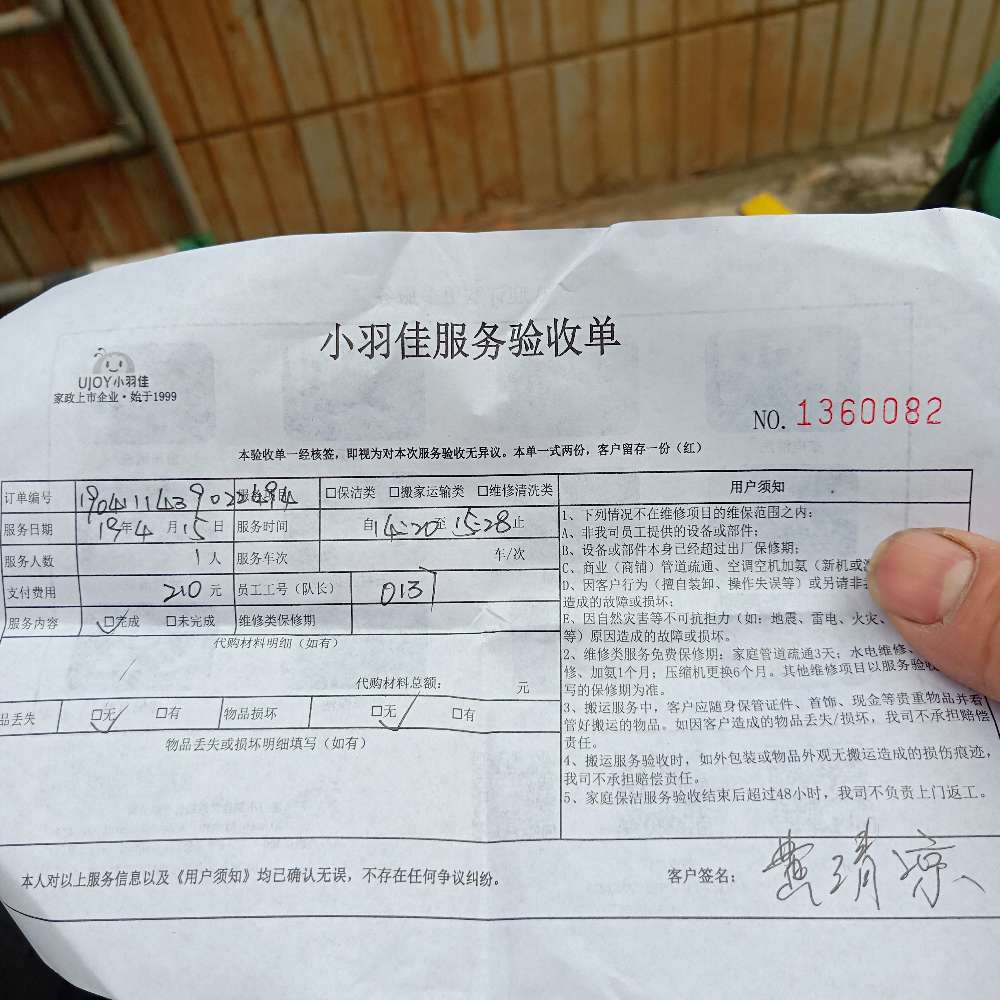 小羽佳服务验收单
UJOY小羽佳
家政上市企业·始于1999
NO. 1360082
本验收单一经核签，即视为对本次服务验收无异议。本单一式两份，客户留存一份（红）
订单编号 □保洁类 □搬家运输类 □维修清洗类
服务日期 19年4月15日 服务时间 自14:20至15:28止
服务人数 1人 服务车次 车/次
支付费用 210元 员工工号（队长） 013
服务内容 □完成 □未完成 维修类保修期
代购材料明细（如有）
代购材料总额： 元
品丢失 □无 □有 物品损坏 □无 □有
物品丢失或损坏明细填写（如有）
用户须知
1、下列情况不在维修项目的维保范围之内：
A、非我司员工提供的设备或部件；
B、设备或部件本身已经超过出厂保修期；
C、商业（商铺）管道疏通、空调空机加氨（新机或
D、因客户行为（擅自装卸、操作失误等）或另请非
造成的故障或损坏；
E、因自然灾害等不可抗拒力（如：地震、雷电、火灾、
等）原因造成的故障或损坏。
2、维修类服务免费保修期：家庭管道疏通3天；水电维修、
修、加氨1个月；压缩机更换6个月。其他维修项目以服务验收
写的保修期为准。
3、搬运服务中，客户应随身保管证件、首饰、现金等贵重物品并看
管好搬运的物品。如因客户造成的物品丢失/损坏，我司不承担赔偿
责任。
4、搬运服务验收时，如外包装或物品外观无搬运造成的损伤痕迹，
我司不承担赔偿责任。
5、家庭保洁服务验收结束后超过48小时，我司不负责上门返工。
本人对以上服务信息以及《用户须知》均已确认无误，不存在任何争议纠纷。
客户签名：